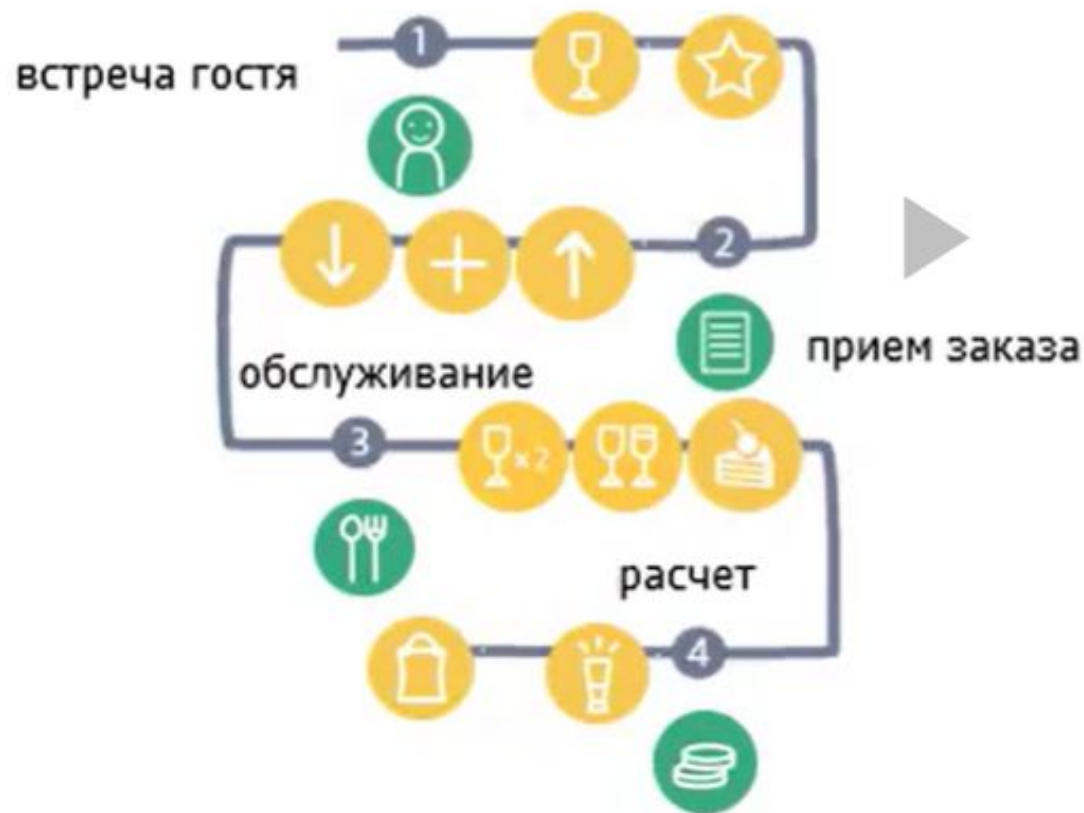 1
встреча гостя
2
прием заказа
обслуживание
3
x2
расчет
4